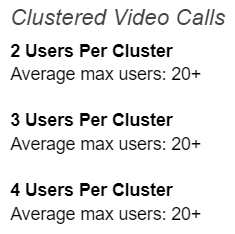 Clustered Video Calls
2 Users Per Cluster
Average max users: 20+
3 Users Per Cluster
Average max users: 20+
4 Users Per Cluster
Average max users: 20+